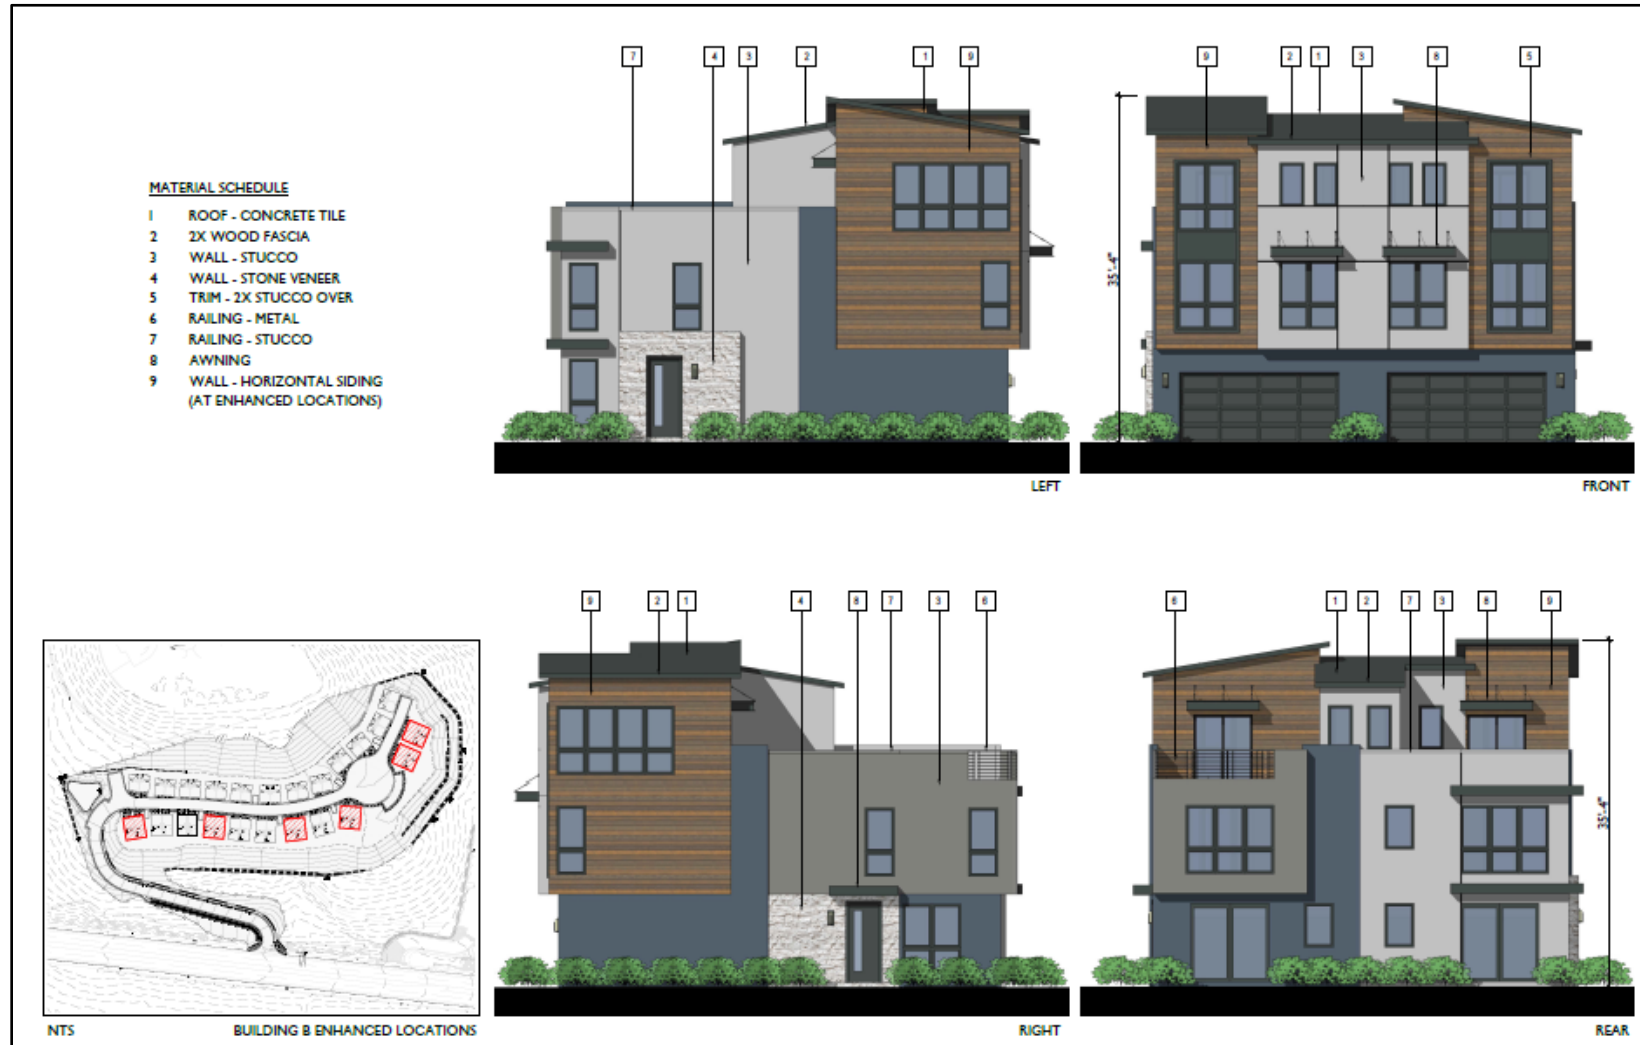 7 4 3 2 1 9
9 2 1 3 8 5
MATERIAL SCHEDULE
1 ROOF - CONCRETE TILE
2 2X WOOD FASCIA
3 WALL - STUCCO
4 WALL - STONE VENEER
5 TRIM - 2X STUCCO OVER
6 RAILING - METAL
7 RAILING - STUCCO
8 AWNING
9 WALL - HORIZONTAL SIDING
(AT ENHANCED LOCATIONS)
35'-4"
LEFT
FRONT
9 2 1 4 8 7 3 6
6 1 2 7 3 8 9
35'-4"
NTS
BUILDING B ENHANCED LOCATIONS
RIGHT
REAR